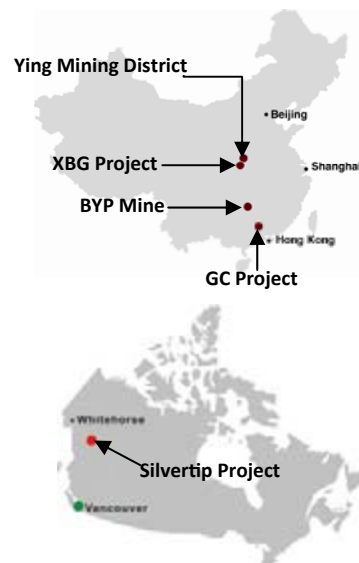 Ying Mining District
Beijing
XBG Project
Shanghai
BYP Mine
Hong Kong
GC Project
Whitehorse
Silvertip Project
Vancouver